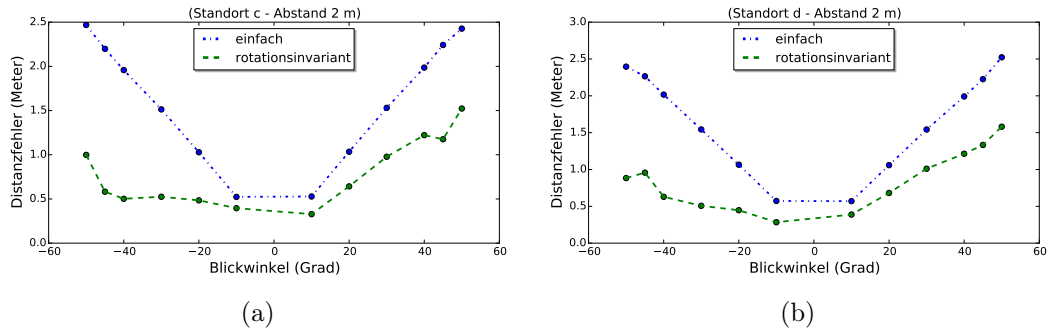 (Standort c - Abstand 2 m)
einfach
rotationsinvariant
Distanzfehler (Meter)
2.5
2.0
1.5
1.0
0.5
0.0
−60 −40 −20 0 20 40 60
Blickwinkel (Grad)
(a)
(Standort d - Abstand 2 m)
einfach
rotationsinvariant
Distanzfehler (Meter)
3.0
2.5
2.0
1.5
1.0
0.5
0.0
−60 −40 −20 0 20 40 60
Blickwinkel (Grad)
(b)